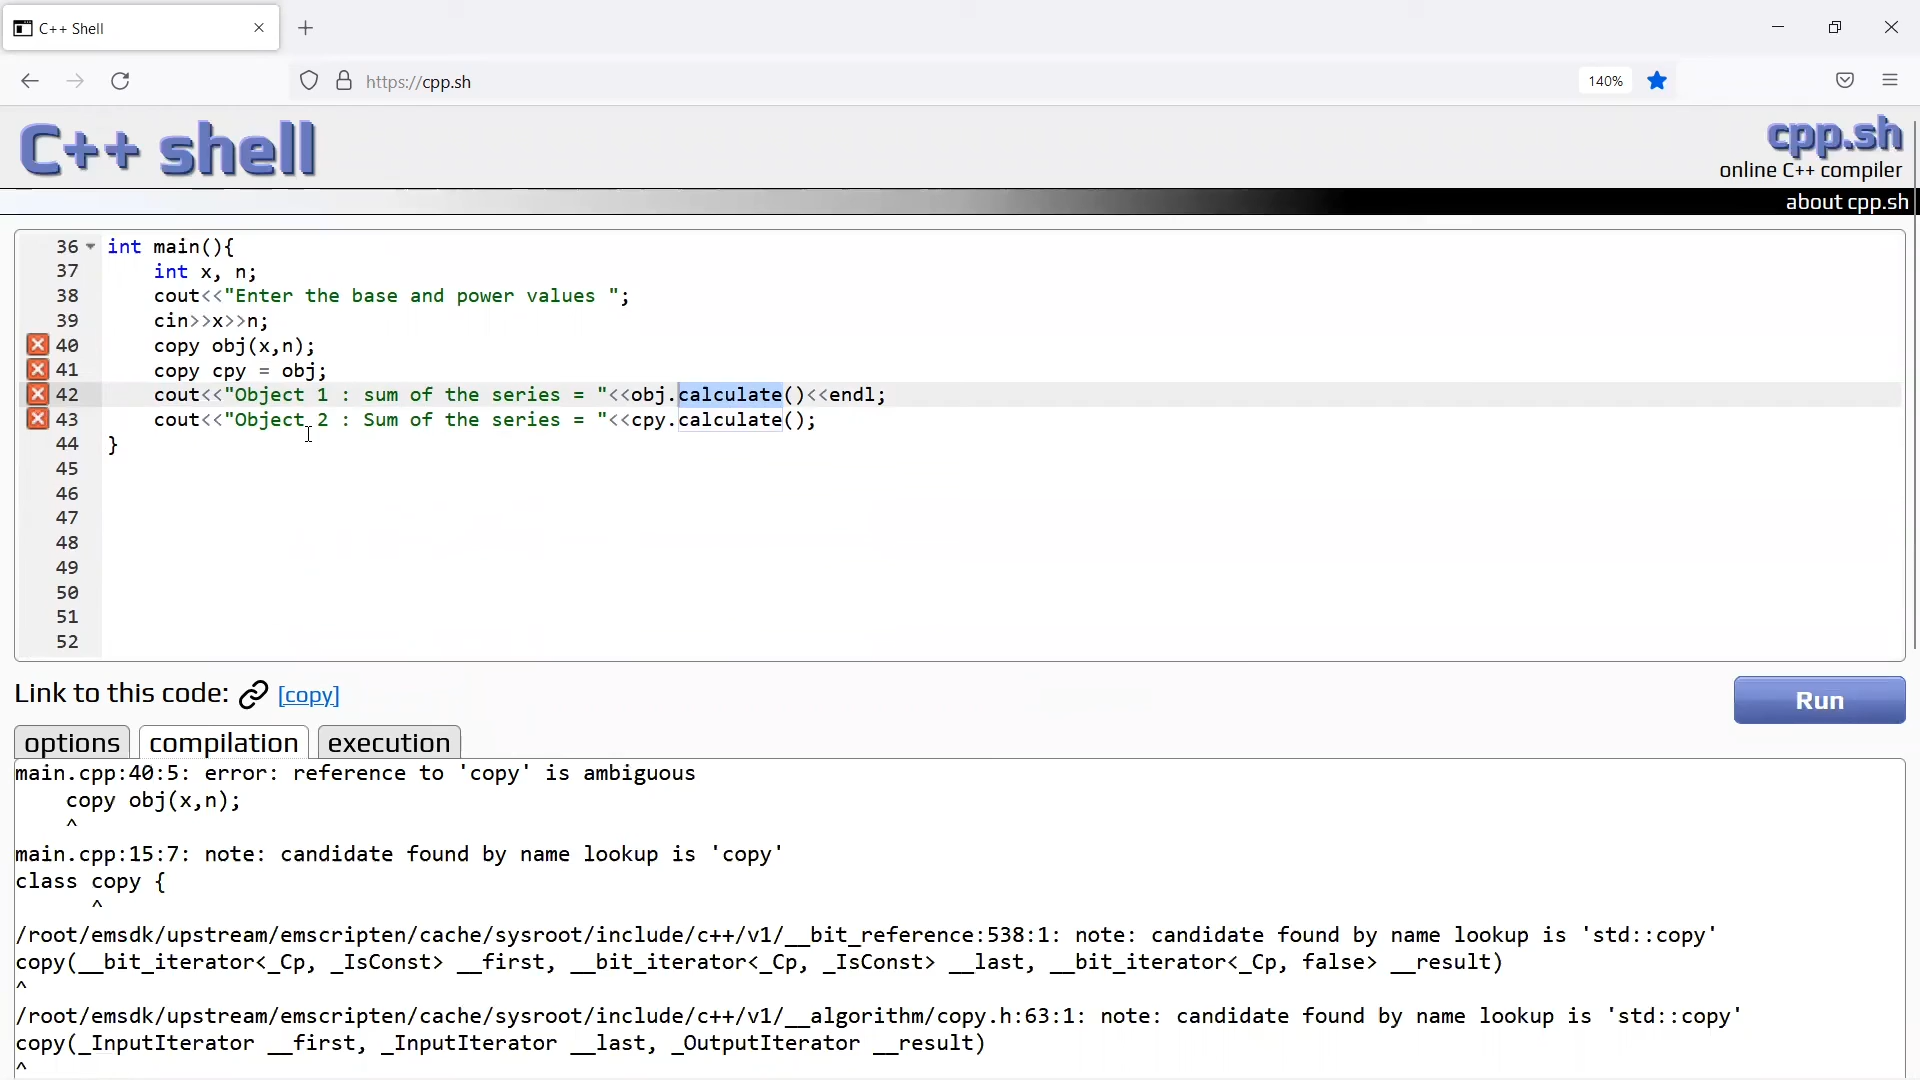 C++ Shell
https://cpp.sh
140%
C++ shell
cpp.sh
online C++ compiler
about cpp.sh
36 int main(){
37     int x, n;
38     cout<<"Enter the base and power values ";
39     cin>>x>>n;
40     copy obj(x,n);
41     copy cpy = obj;
42     cout<<"Object 1 : sum of the series = "<<obj.calculate()<<endl;
43     cout<<"Object 2 : Sum of the series = "<<cpy.calculate();
44 }
45
46
47
48
49
50
51
52
Link to this code: [copy]
Run
options compilation execution
main.cpp:40:5: error: reference to 'copy' is ambiguous
    copy obj(x,n);
    ^
main.cpp:15:7: note: candidate found by name lookup is 'copy'
class copy {
      ^
/root/emsdk/upstream/emscripten/cache/sysroot/include/c++/v1/__bit_reference:538:1: note: candidate found by name lookup is 'std::copy'
copy(__bit_iterator<_Cp, _IsConst> __first, __bit_iterator<_Cp, _IsConst> __last, __bit_iterator<_Cp, false> __result)
^
/root/emsdk/upstream/emscripten/cache/sysroot/include/c++/v1/__algorithm/copy.h:63:1: note: candidate found by name lookup is 'std::copy'
copy(_InputIterator __first, _InputIterator __last, _OutputIterator __result)
^